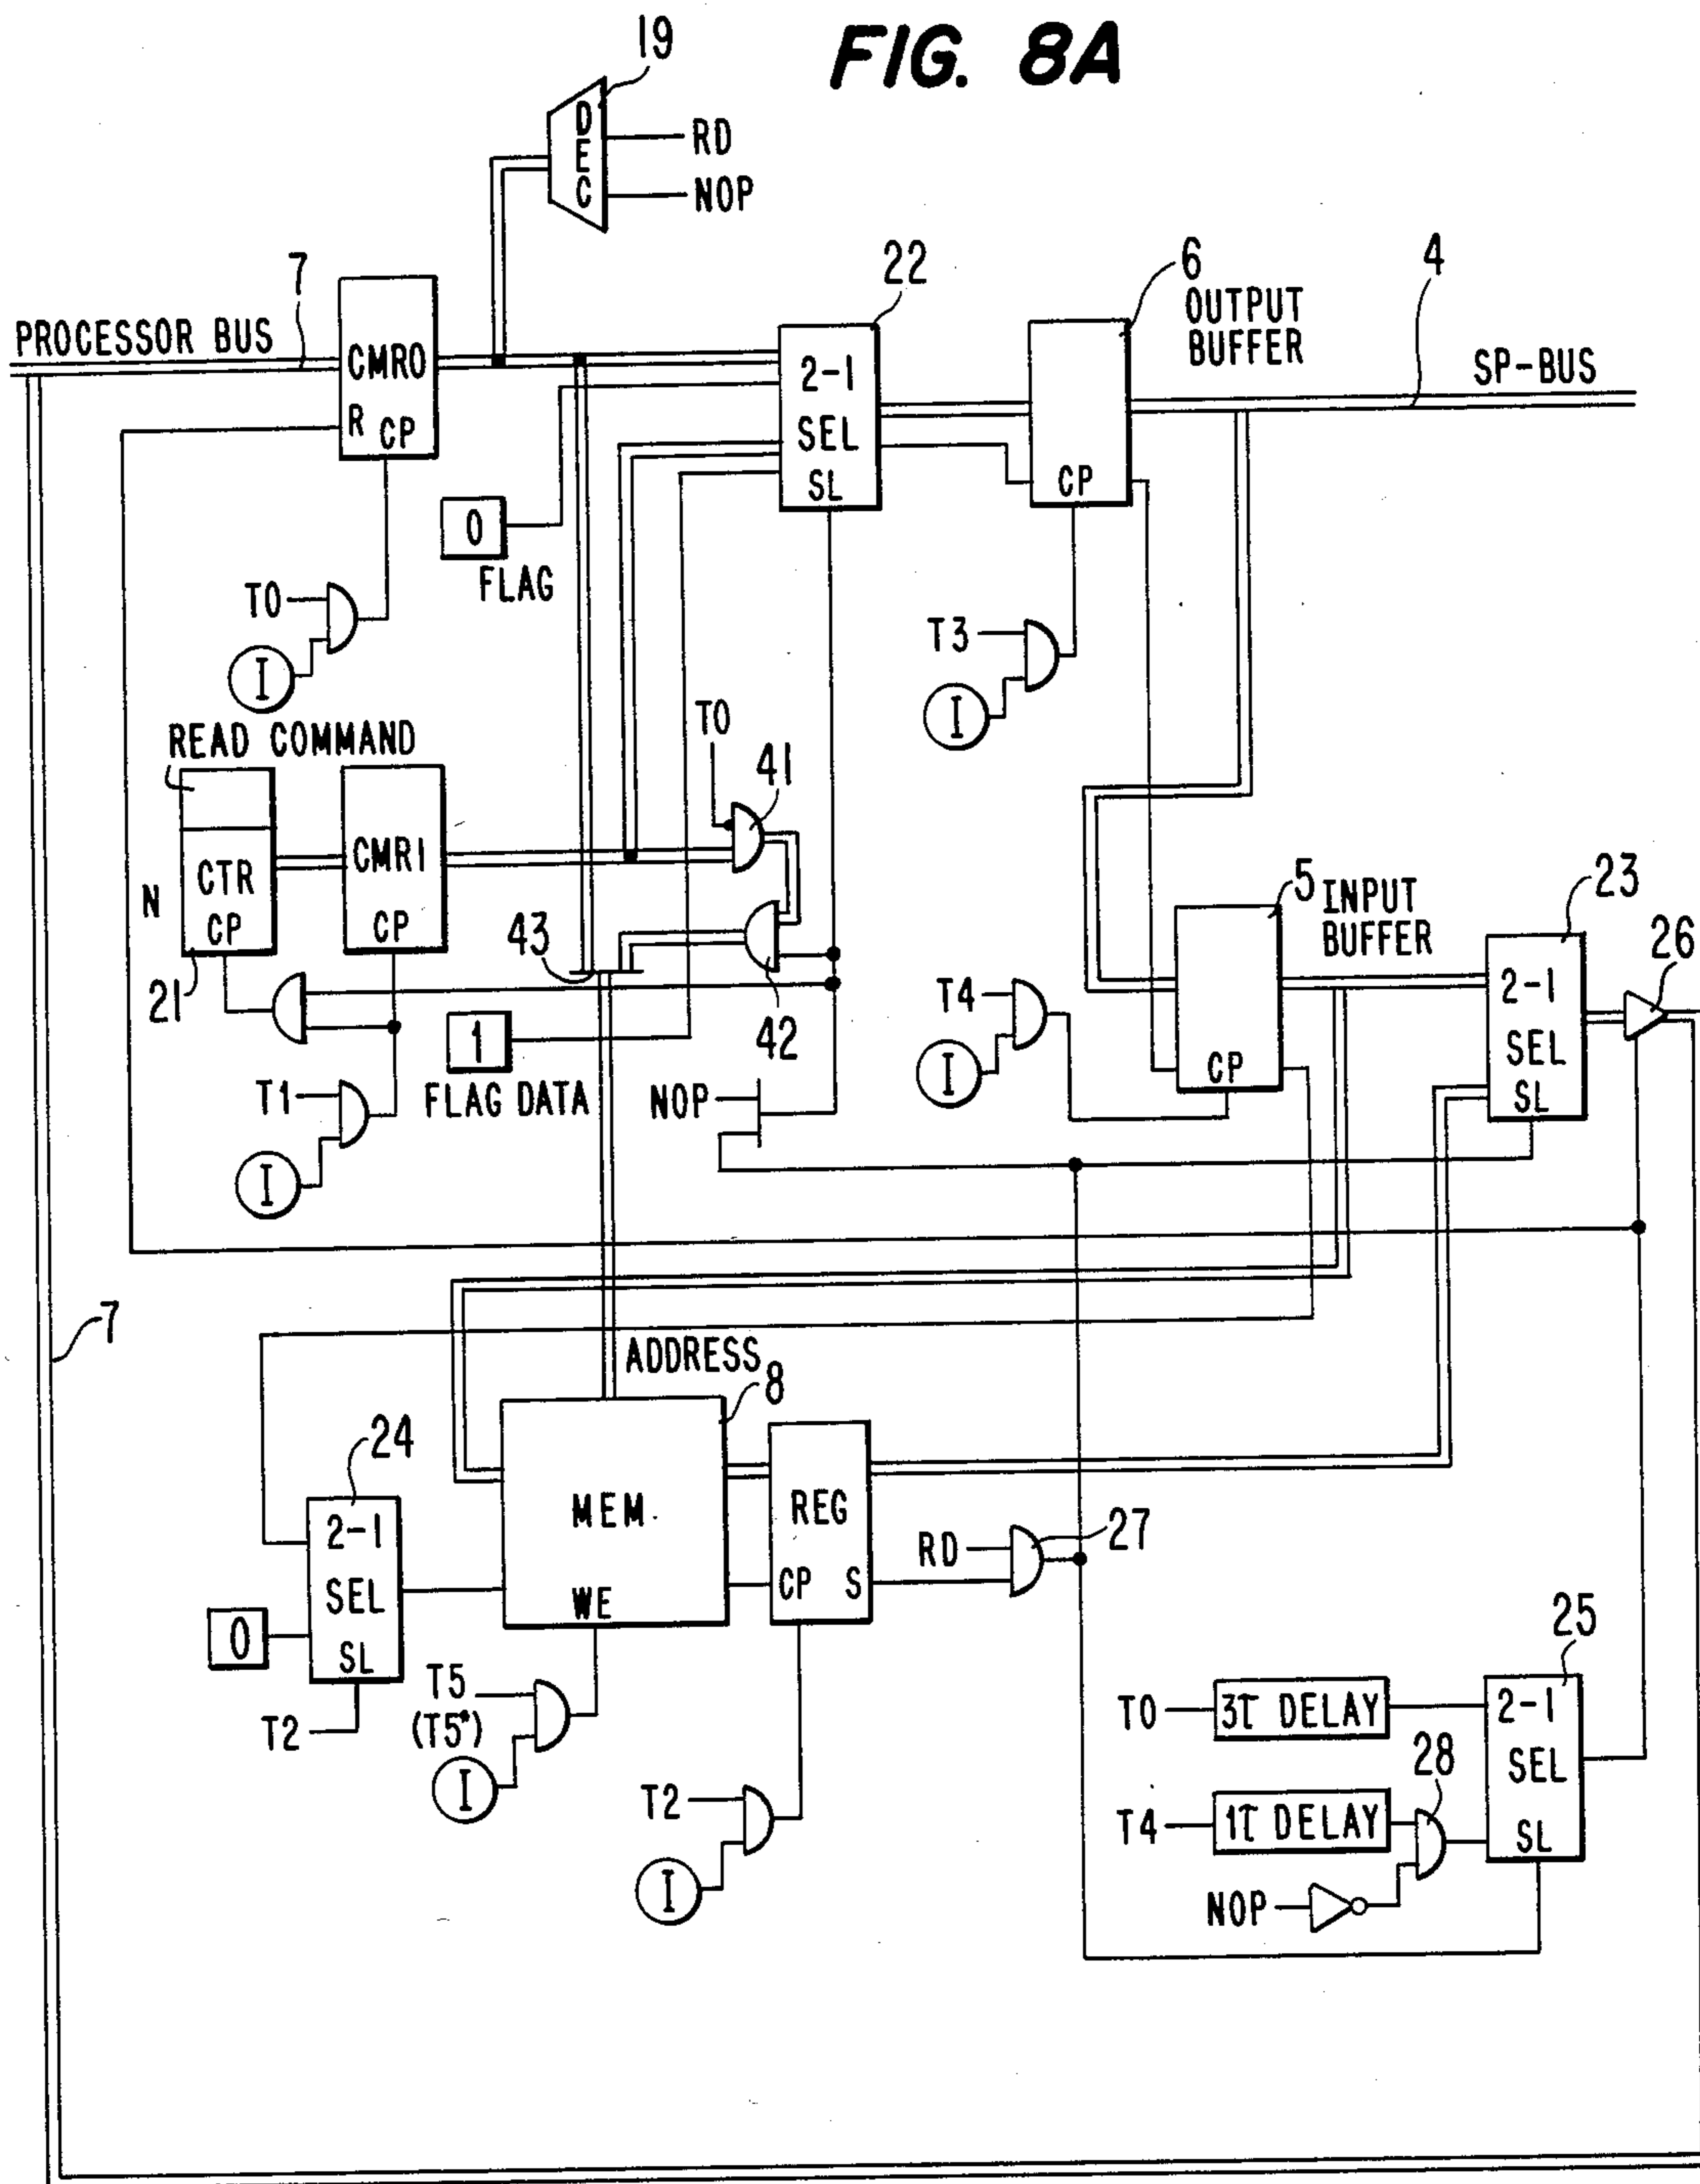 FIG. 8A
19
DEC
RD
NOP
PROCESSOR BUS
7
CMR0
R CP
22
2-1
SEL
SL
6
OUTPUT
BUFFER
CP
4
SP-BUS
0
FLAG
T0
I
T3
I
READ COMMAND
N
CTR
CP
21
CMR1
CP
T0
41
42
43
1
FLAG DATA
T1
I
NOP
T4
I
5
INPUT
BUFFER
CP
23
2-1
SEL
SL
26
7
ADDRESS
8
MEM.
WE
REG
CP S
24
2-1
SEL
SL
0
T2
T5
(T5*)
I
T2
I
RD
27
25
T0
3τ DELAY
T4
1τ DELAY
28
NOP
2-1
SEL
SL